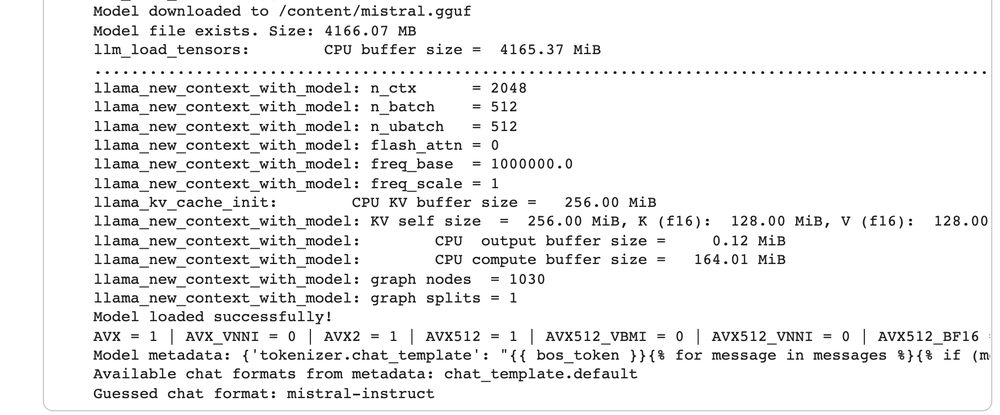 Model downloaded to /content/mistral.gguf
Model file exists. Size: 4166.07 MB
llm_load_tensors:        CPU buffer size =  4165.37 MiB
................................................................................................
llama_new_context_with_model: n_ctx      = 2048
llama_new_context_with_model: n_batch    = 512
llama_new_context_with_model: n_ubatch   = 512
llama_new_context_with_model: flash_attn = 0
llama_new_context_with_model: freq_base  = 1000000.0
llama_new_context_with_model: freq_scale = 1
llama_kv_cache_init:        CPU KV buffer size =   256.00 MiB
llama_new_context_with_model: KV self size  =  256.00 MiB, K (f16):  128.00 MiB, V (f16):  128.00
llama_new_context_with_model:        CPU  output buffer size =     0.12 MiB
llama_new_context_with_model:        CPU compute buffer size =   164.01 MiB
llama_new_context_with_model: graph nodes  = 1030
llama_new_context_with_model: graph splits = 1
Model loaded successfully!
AVX = 1 | AVX_VNNI = 0 | AVX2 = 1 | AVX512 = 1 | AVX512_VBMI = 0 | AVX512_VNNI = 0 | AVX512_BF16
Model metadata: {'tokenizer.chat_template': "{{ bos_token }}{% for message in messages %}{% if (m
Available chat formats from metadata: chat_template.default
Guessed chat format: mistral-instruct